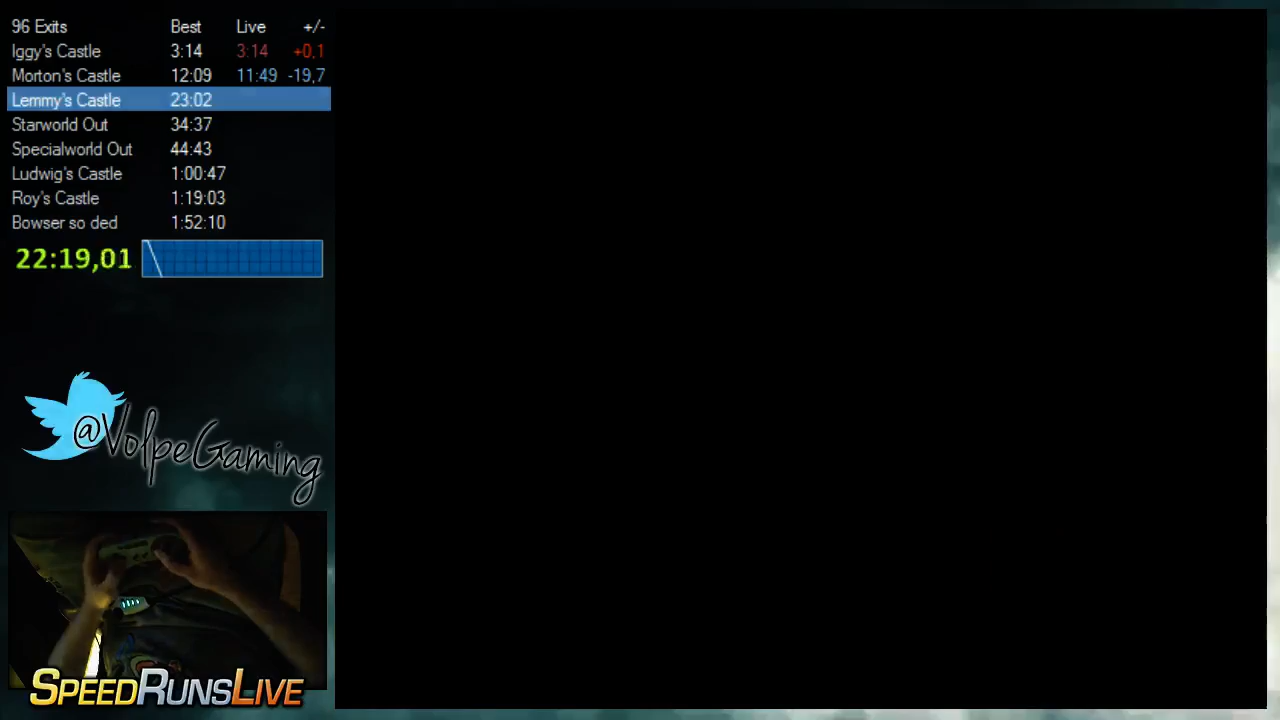 96 Exits Best Live +/-
Iggy's Castle 3:14 3:14 +0,1
Morton's Castle 12:09 11:49 -19,7
Lemmy's Castle 23:02
Starworld Out 34:37
Specialworld Out 44:43
Ludwig's Castle 1:00:47
Roy's Castle 1:19:03
Bowser so ded 1:52:10
22:19,01
@VolpeGaming
SPEEDRUNSLIVE